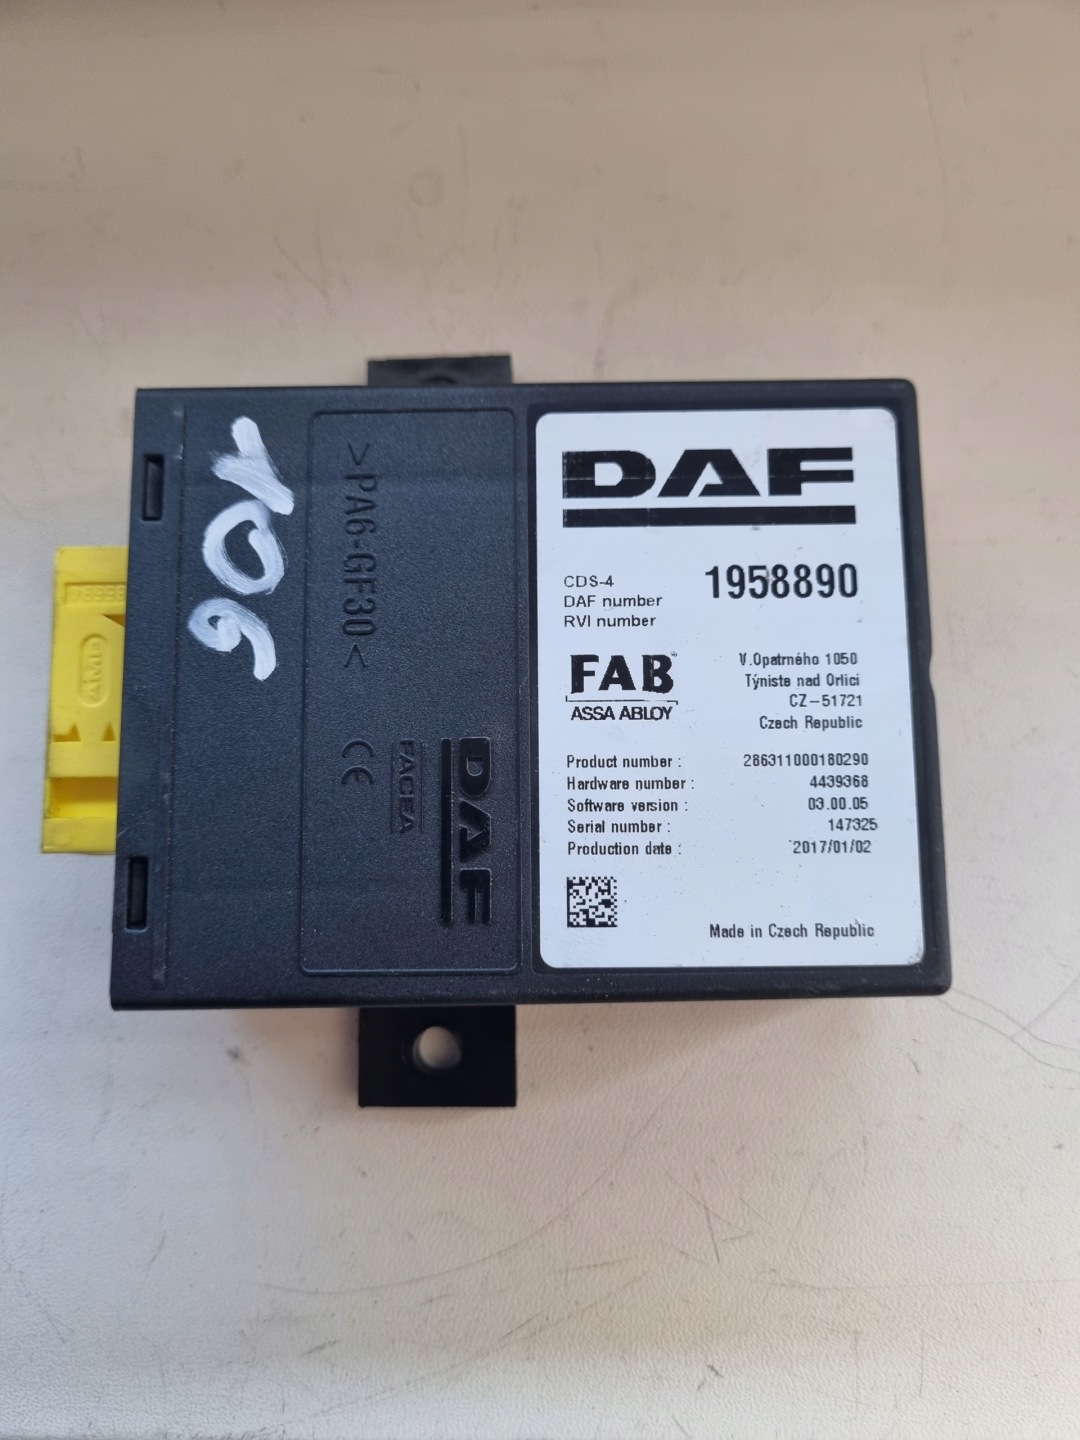 106
>PA6-GF30<
CE
FACEA
DAF
DAF
CDS-4
DAF number 1958890
RVI number
FAB
ASSA ABLOY
V.Opatrného 1050
Týniste nad Orlici
CZ-51721
Czech Republic
Product number : 286311000180290
Hardware number : 4439368
Software version : 03.00.05
Serial number : 147325
Production date : 2017/01/02
Made in Czech Republic